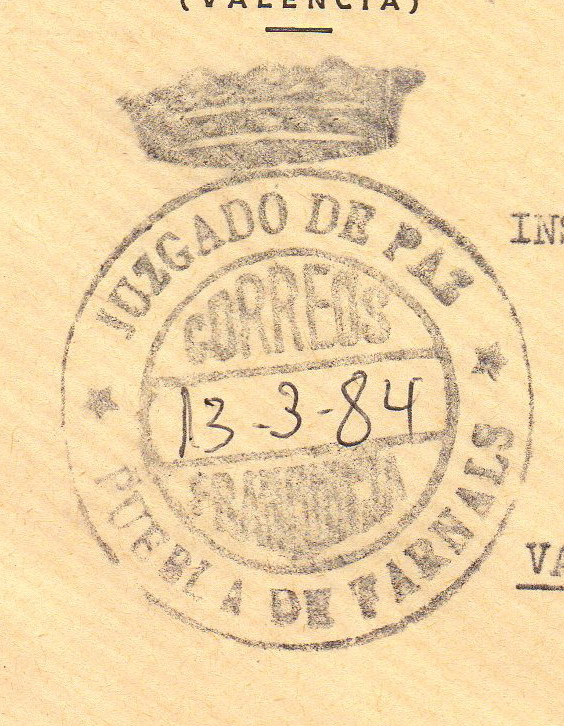 (VALENCIA)
JUZGADO DE PAZ
INS
CORREOS
13-3-84
FRANQUICIA
PUEBLA DE FARNALS
VA